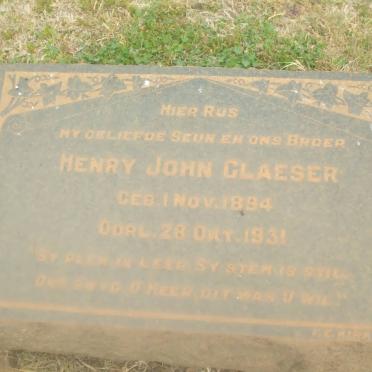 HIER RUS
MY GELIEFDE SEUN EN ONS BROER
HENRY JOHN GLAESER
GEB. 1 NOV. 1894
OORL. 28 OKT. 1931
"SY PLEK IS LEEG, SY STEM IS STIL,
ONS SWYG, O HEER, DIT WAS U WIL."